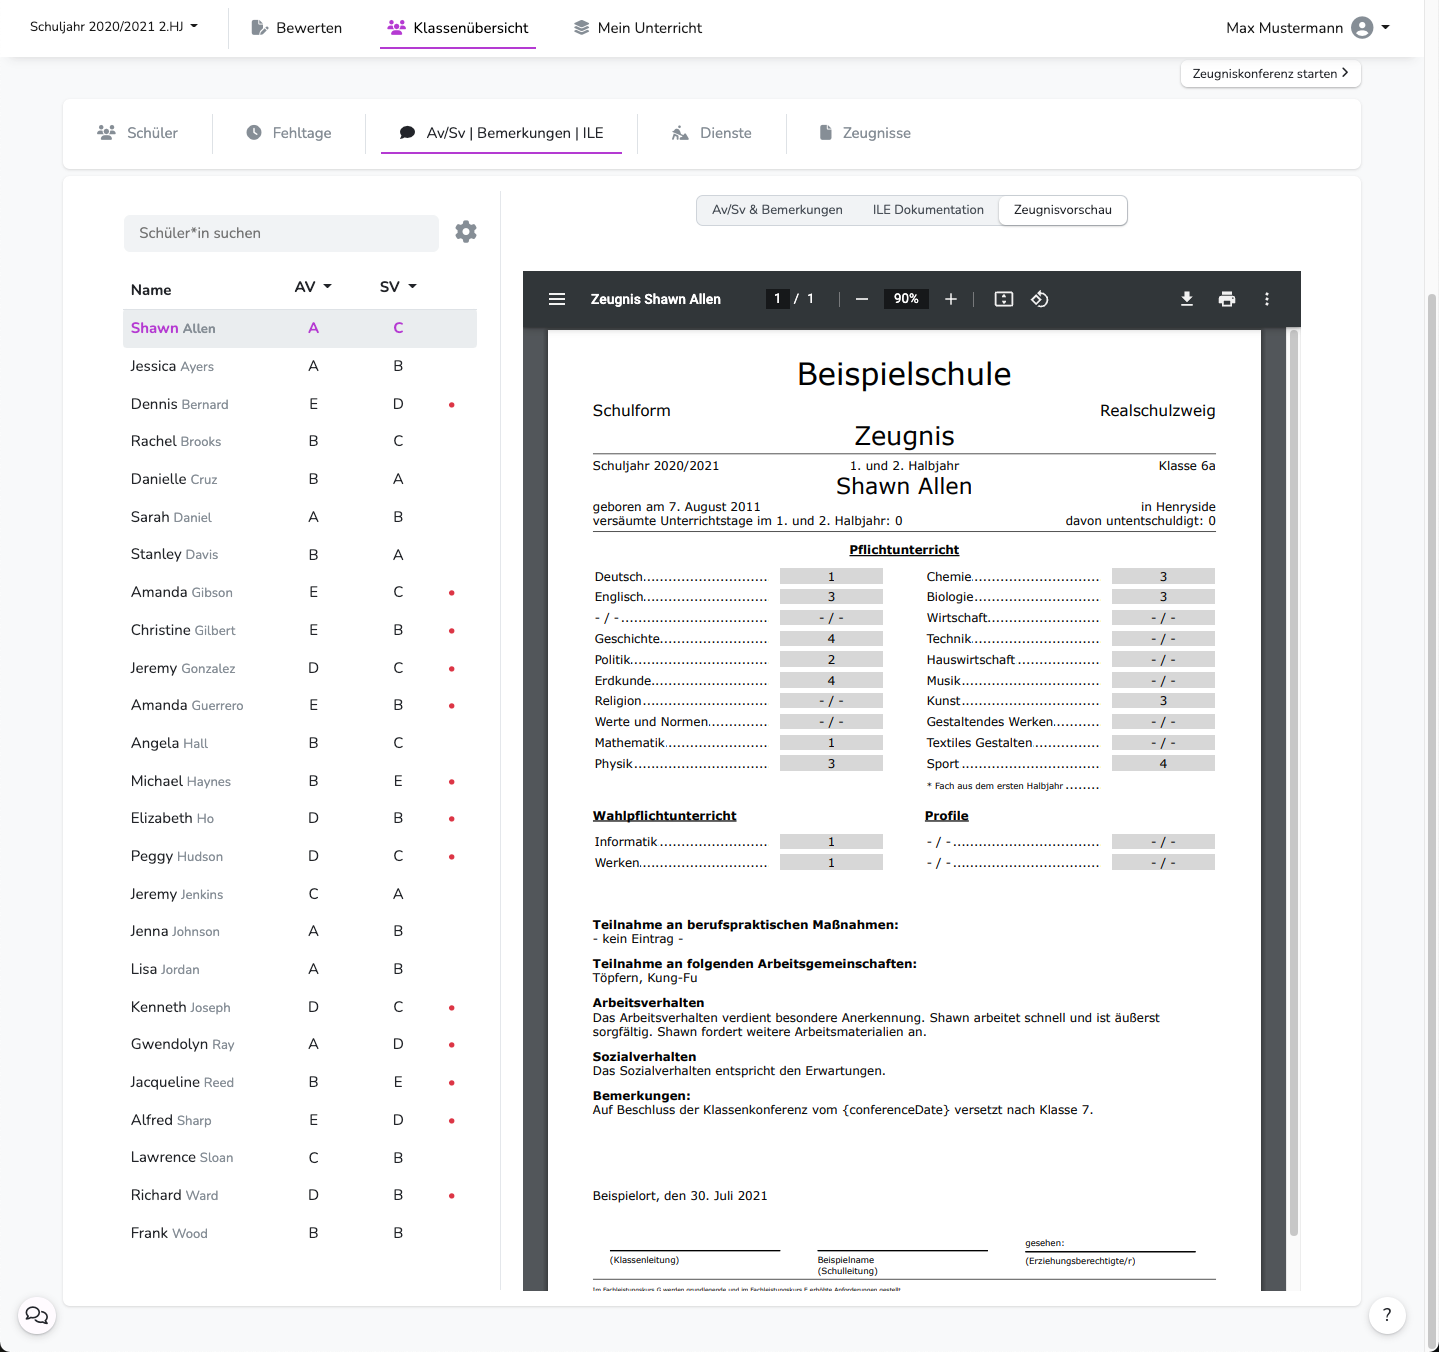 Schuljahr 2020/2021 2.HJ
Bewerten
Klassenübersicht
Mein Unterricht
Max Mustermann
Zeugniskonferenz starten
Schüler
Fehltage
Av/Sv | Bemerkungen | ILE
Dienste
Zeugnisse
Schüler*in suchen
Name AV SV
Shawn Allen A C
Jessica Ayers A B
Dennis Bernard E D
Rachel Brooks B C
Danielle Cruz B A
Sarah Daniel A B
Stanley Davis B A
Amanda Gibson E C
Christine Gilbert E B
Jeremy Gonzalez D C
Amanda Guerrero E B
Angela Hall B C
Michael Haynes B E
Elizabeth Ho D B
Peggy Hudson D C
Jeremy Jenkins C A
Jenna Johnson A B
Lisa Jordan A B
Kenneth Joseph D C
Gwendolyn Ray A D
Jacqueline Reed B E
Alfred Sharp E D
Lawrence Sloan C B
Richard Ward D B
Frank Wood B B
Av/Sv & Bemerkungen
ILE Dokumentation
Zeugnisvorschau
Zeugnis Shawn Allen 1 / 1 90%
Beispielschule
Schulform Realschulzweig
Zeugnis
Schuljahr 2020/2021 1. und 2. Halbjahr Klasse 6a
Shawn Allen
geboren am 7. August 2011 in Henryside
versäumte Unterrichtstage im 1. und 2. Halbjahr: 0 davon unentschuldigt: 0
Pflichtunterricht
Deutsch............................. 1 Chemie.............................. 3
Englisch............................. 3 Biologie.............................. 3
- / -................................... - / - Wirtschaft........................... - / -
Geschichte.......................... 4 Technik.............................. - / -
Politik................................ 2 Hauswirtschaft.................... - / -
Erdkunde............................ 4 Musik................................. - / -
Religion.............................. - / - Kunst................................. 3
Werte und Normen.............. - / - Gestaltendes Werken........... - / -
Mathematik........................ 1 Textiles Gestalten................ - / -
Physik................................ 3 Sport................................. 4
* Fach aus dem ersten Halbjahr ........
Wahlpflichtunterricht Profile
Informatik.......................... 1 - / -................................... - / -
Werken.............................. 1 - / -................................... - / -
Teilnahme an berufspraktischen Maßnahmen:
- kein Eintrag -
Teilnahme an folgenden Arbeitsgemeinschaften:
Töpfern, Kung-Fu
Arbeitsverhalten
Das Arbeitsverhalten verdient besondere Anerkennung. Shawn arbeitet schnell und ist äußerst
sorgfältig. Shawn fordert weitere Arbeitsmaterialien an.
Sozialverhalten
Das Sozialverhalten entspricht den Erwartungen.
Bemerkungen:
Auf Beschluss der Klassenkonferenz vom {conferenceDate} versetzt nach Klasse 7.
Beispielort, den 30. Juli 2021
gesehen:
(Klassenleitung) Beispielname (Erziehungsberechtigte/r)
(Schulleitung)
Im Fachleistungskurs G werden grundlegende und im Fachleistungskurs E erhöhte Anforderungen gestellt
?